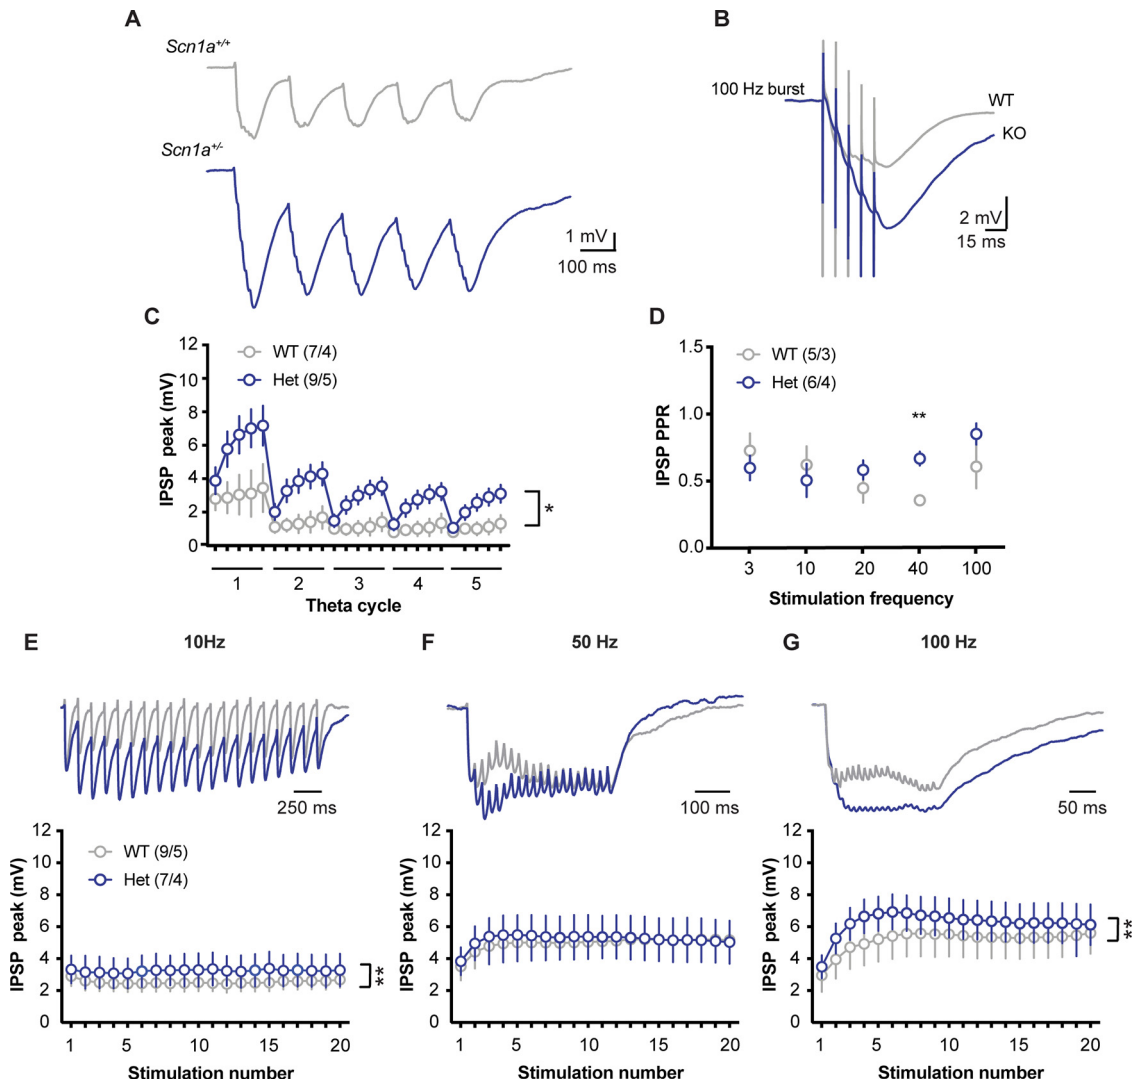 A
Scn1a+/+
Scn1a+/-
1 mV
100 ms
B
100 Hz burst
WT
KO
2 mV
15 ms
C
WT (7/4)
Het (9/5)
IPSP peak (mV)
12
10
8
6
4
2
0
*
1 2 3 4 5
Theta cycle
D
WT (5/3)
Het (6/4)
IPSP PPR
1.5
1.0
0.5
0.0
**
3 10 20 40 100
Stimulation frequency
E
10Hz
250 ms
WT (9/5)
Het (7/4)
IPSP peak (mV)
12
10
8
6
4
2
0
**
1 5 10 15 20
Stimulation number
F
50 Hz
100 ms
IPSP peak (mV)
12
10
8
6
4
2
0
1 5 10 15 20
Stimulation number
G
100 Hz
50 ms
IPSP peak (mV)
12
10
8
6
4
2
0
**
1 5 10 15 20
Stimulation number